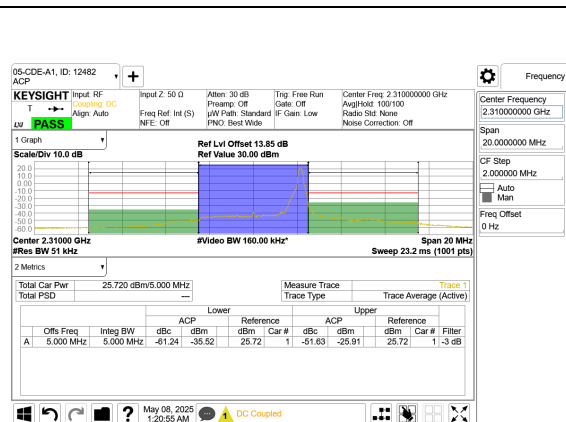 05-CDE-A1, ID: 12482
ACP
Frequency
KEYSIGHT Input: RF Input Z: 50 Ω Atten: 30 dB Trig: Free Run Center Freq: 2.310000000 GHz
Coupling: DC Preamp: Off Gate: Off Avg|Hold: 100/100
T Align: Auto Freq Ref: Int (S) µW Path: Standard IF Gain: Low Radio Std: None
LXI PASS NFE: Off PNO: Best Wide Noise Correction: Off
Center Frequency
2.310000000 GHz
Span
20.0000000 MHz
CF Step
2.000000 MHz
Auto
Man
Freq Offset
0 Hz
1 Graph Ref Lvl Offset 13.85 dB
Scale/Div 10.0 dB Ref Value 30.00 dBm
20.0
10.0
0.00
-10.0
-20.0
-30.0
-40.0
-50.0
-60.0
Center 2.31000 GHz #Video BW 160.00 kHz* Span 20 MHz
#Res BW 51 kHz Sweep 23.2 ms (1001 pts)
2 Metrics
Total Car Pwr 25.720 dBm/5.000 MHz Measure Trace Trace 1
Total PSD --- Trace Type Trace Average (Active)
Lower Upper
ACP Reference ACP Reference
Offs Freq Integ BW dBc dBm dBm Car # dBc dBm dBm Car # Filter
A 5.000 MHz 5.000 MHz -61.24 -35.52 25.72 1 -51.63 -25.91 25.72 1 -3 dB
? May 08, 2025
1:20:55 AM
1 DC Coupled